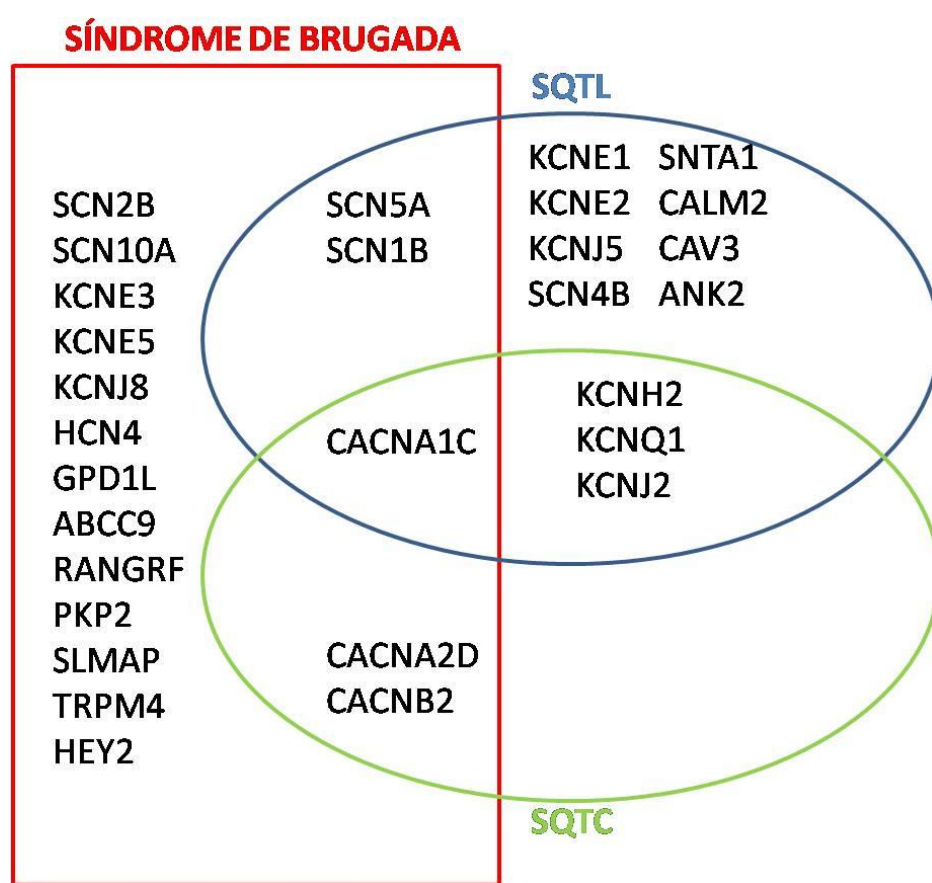 SÍNDROME DE BRUGADA
SQTL
SCN2B
SCN10A
KCNE3
KCNE5
KCNJ8
HCN4
GPD1L
ABCC9
RANGRF
PKP2
SLMAP
TRPM4
HEY2
SCN5A
SCN1B
KCNE1 SNTA1
KCNE2 CALM2
KCNJ5 CAV3
SCN4B ANK2
CACNA1C
KCNH2
KCNQ1
KCNJ2
CACNA2D
CACNB2
SQTC